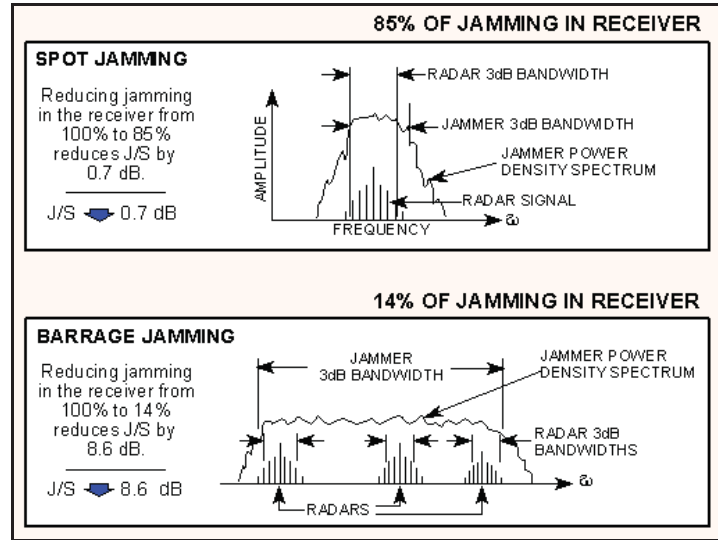 85% OF JAMMING IN RECEIVER
SPOT JAMMING
Reducing jamming
in the receiver from
100% to 85%
reduces J/S by
0.7 dB.
J/S 0.7 dB
AMPLITUDE
RADAR 3dB BANDWIDTH
JAMMER 3dB BANDWIDTH
JAMMER POWER
DENSITY SPECTRUM
RADAR SIGNAL
FREQUENCY
ω
14% OF JAMMING IN RECEIVER
BARRAGE JAMMING
Reducing jamming
in the receiver from
100% to 14%
reduces J/S by
8.6 dB.
J/S 8.6 dB
JAMMER
3dB BANDWIDTH
JAMMER POWER
DENSITY SPECTRUM
RADAR 3dB
BANDWIDTHS
ω
RADARS